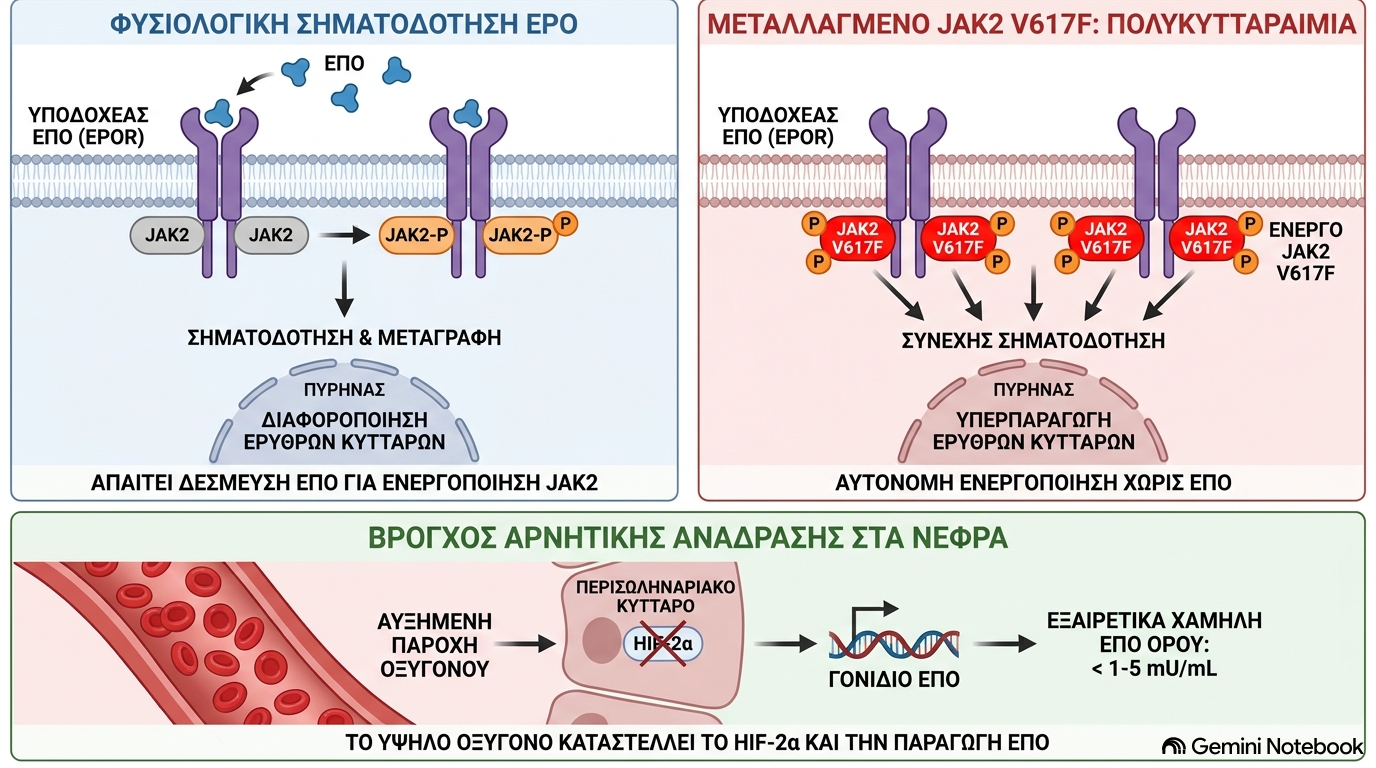 ΦΥΣΙΟΛΟΓΙΚΗ ΣΗΜΑΤΟΔΟΤΗΣΗ EPO
ΕΠΟ
ΥΠΟΔΟΧΕΑΣ
ΕΠΟ (EPOR)
JAK2
JAK2
JAK2-P
JAK2-P
P
ΣΗΜΑΤΟΔΟΤΗΣΗ & ΜΕΤΑΓΡΑΦΗ
ΠΥΡΗΝΑΣ
ΔΙΑΦΟΡΟΠΟΙΗΣΗ
ΕΡΥΘΡΩΝ ΚΥΤΤΑΡΩΝ
ΑΠΑΙΤΕΙ ΔΕΣΜΕΥΣΗ ΕΠΟ ΓΙΑ ΕΝΕΡΓΟΠΟΙΗΣΗ JAK2
ΜΕΤΑΛΛΑΓΜΕΝΟ JAK2 V617F: ΠΟΛΥΚΥΤΤΑΡΑΙΜΙΑ
ΥΠΟΔΟΧΕΑΣ
ΕΠΟ (EPOR)
P
P
JAK2
V617F
JAK2
V617F
P
P
P
P
JAK2
V617F
JAK2
V617F
P
P
ΕΝΕΡΓΟ
JAK2
V617F
ΣΥΝΕΧΗΣ ΣΗΜΑΤΟΔΟΤΗΣΗ
ΠΥΡΗΝΑΣ
ΥΠΕΡΠΑΡΑΓΩΓΗ
ΕΡΥΘΡΩΝ ΚΥΤΤΑΡΩΝ
ΑΥΤΟΝΟΜΗ ΕΝΕΡΓΟΠΟΙΗΣΗ ΧΩΡΙΣ ΕΠΟ
ΒΡΟΓΧΟΣ ΑΡΝΗΤΙΚΗΣ ΑΝΑΔΡΑΣΗΣ ΣΤΑ ΝΕΦΡΑ
ΑΥΞΗΜΕΝΗ
ΠΑΡΟΧΗ
ΟΞΥΓΟΝΟΥ
ΠΕΡΙΣΩΛΗΝΑΡΙΑΚΟ
ΚΥΤΤΑΡΟ
HIF-2α
ΓΟΝΙΔΙΟ ΕΠΟ
ΕΞΑΙΡΕΤΙΚΑ ΧΑΜΗΛΗ
ΕΠΟ ΟΡΟΥ:
< 1-5 mU/mL
ΤΟ ΥΨΗΛΟ ΟΞΥΓΟΝΟ ΚΑΤΑΣΤΕΛΛΕΙ ΤΟ HIF-2α ΚΑΙ ΤΗΝ ΠΑΡΑΓΩΓΗ ΕΠΟ
Gemini Notebook